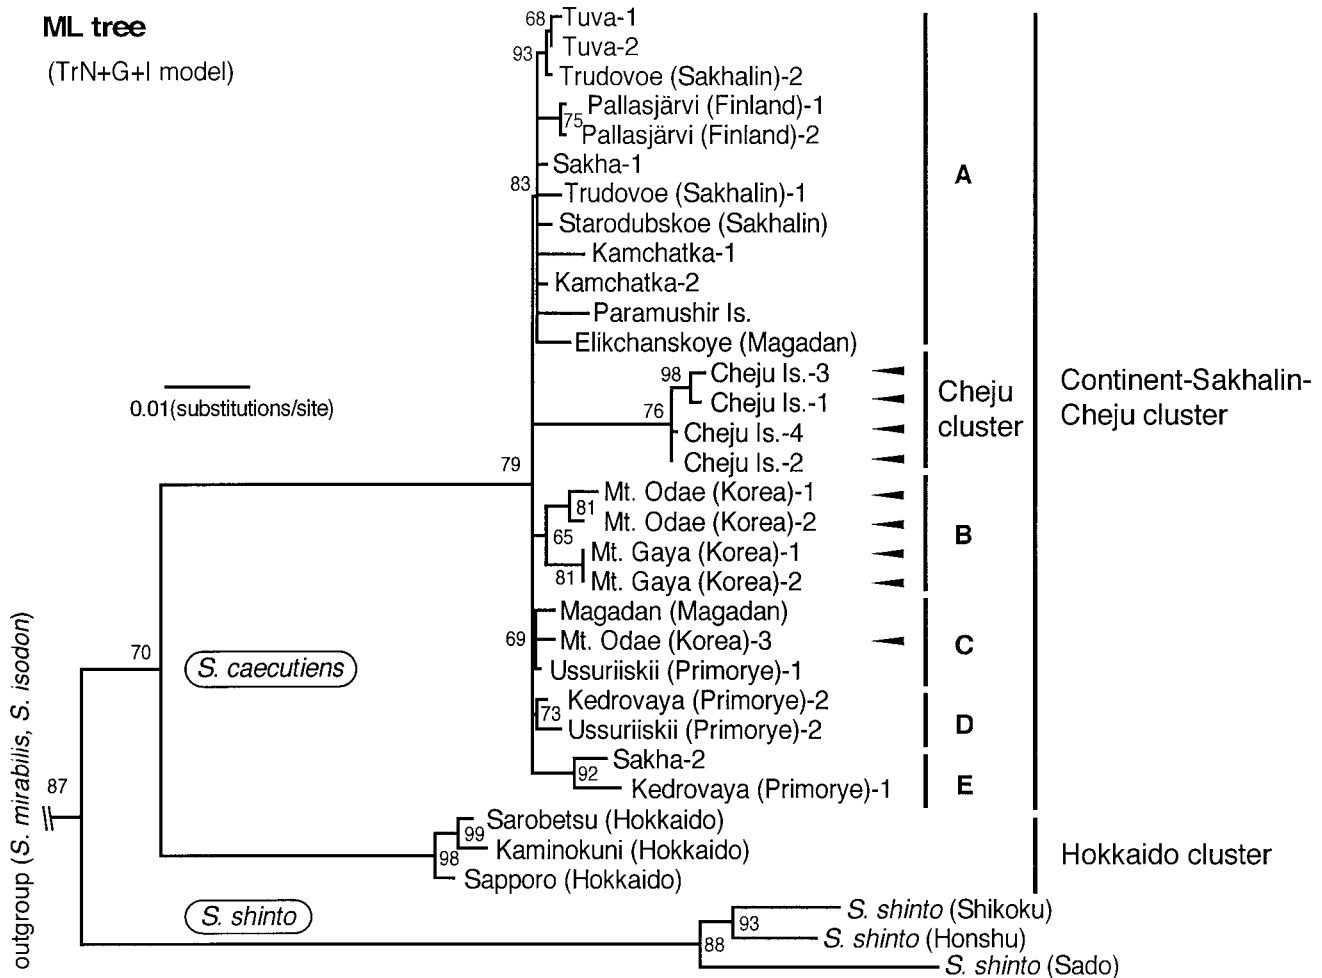 ML tree
(TrN+G+I model)
68
Tuva-1
Tuva-2
93
Trudovoe (Sakhalin)-2
Pallasjärvi (Finland)-1
75
Pallasjärvi (Finland)-2
Sakha-1
83
Trudovoe (Sakhalin)-1
Starodubskoe (Sakhalin)
Kamchatka-1
Kamchatka-2
Paramushir Is.
Elikchanskoye (Magadan)
A
0.01(substitutions/site)
98
Cheju Is.-3
Cheju Is.-1
76
Cheju Is.-4
Cheju Is.-2
Cheju
cluster
Continent-Sakhalin-
Cheju cluster
79
Mt. Odae (Korea)-1
81
Mt. Odae (Korea)-2
65
Mt. Gaya (Korea)-1
81
Mt. Gaya (Korea)-2
B
Magadan (Magadan)
69
Mt. Odae (Korea)-3
Ussuriiskii (Primorye)-1
C
Kedrovaya (Primorye)-2
73
Ussuriiskii (Primorye)-2
D
Sakha-2
92
Kedrovaya (Primorye)-1
E
70
S. caecutiens
Sarobetsu (Hokkaido)
99
Kaminokuni (Hokkaido)
98
Sapporo (Hokkaido)
Hokkaido cluster
87
outgroup (S. mirabilis, S. isodon)
S. shinto
S. shinto (Shikoku)
93
S. shinto (Honshu)
88
S. shinto (Sado)